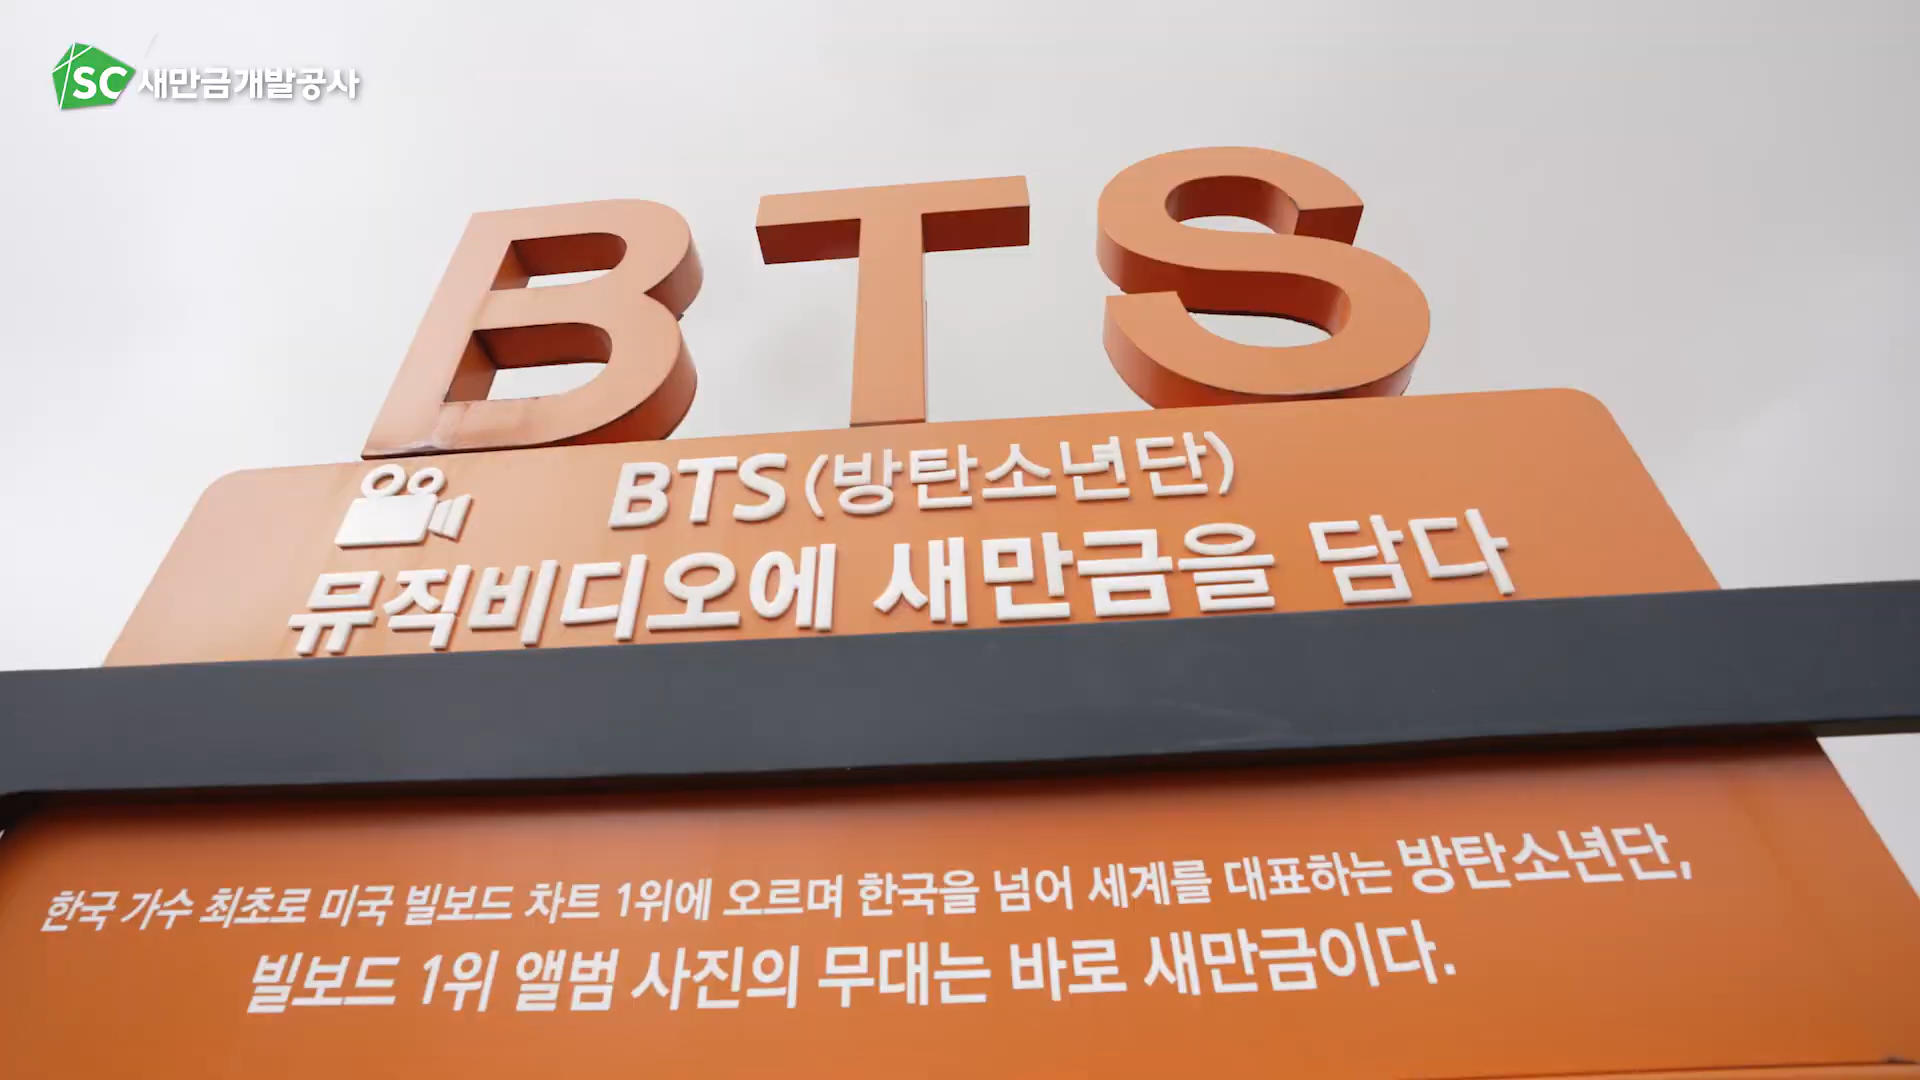 SC 새만금개발공사
BTS
BTS (방탄소년단)
뮤직비디오에 새만금을 담다
한국 가수 최초로 미국 빌보드 차트 1위에 오르며 한국을 넘어 세계를 대표하는 방탄소년단,
빌보드 1위 앨범 사진의 무대는 바로 새만금이다.